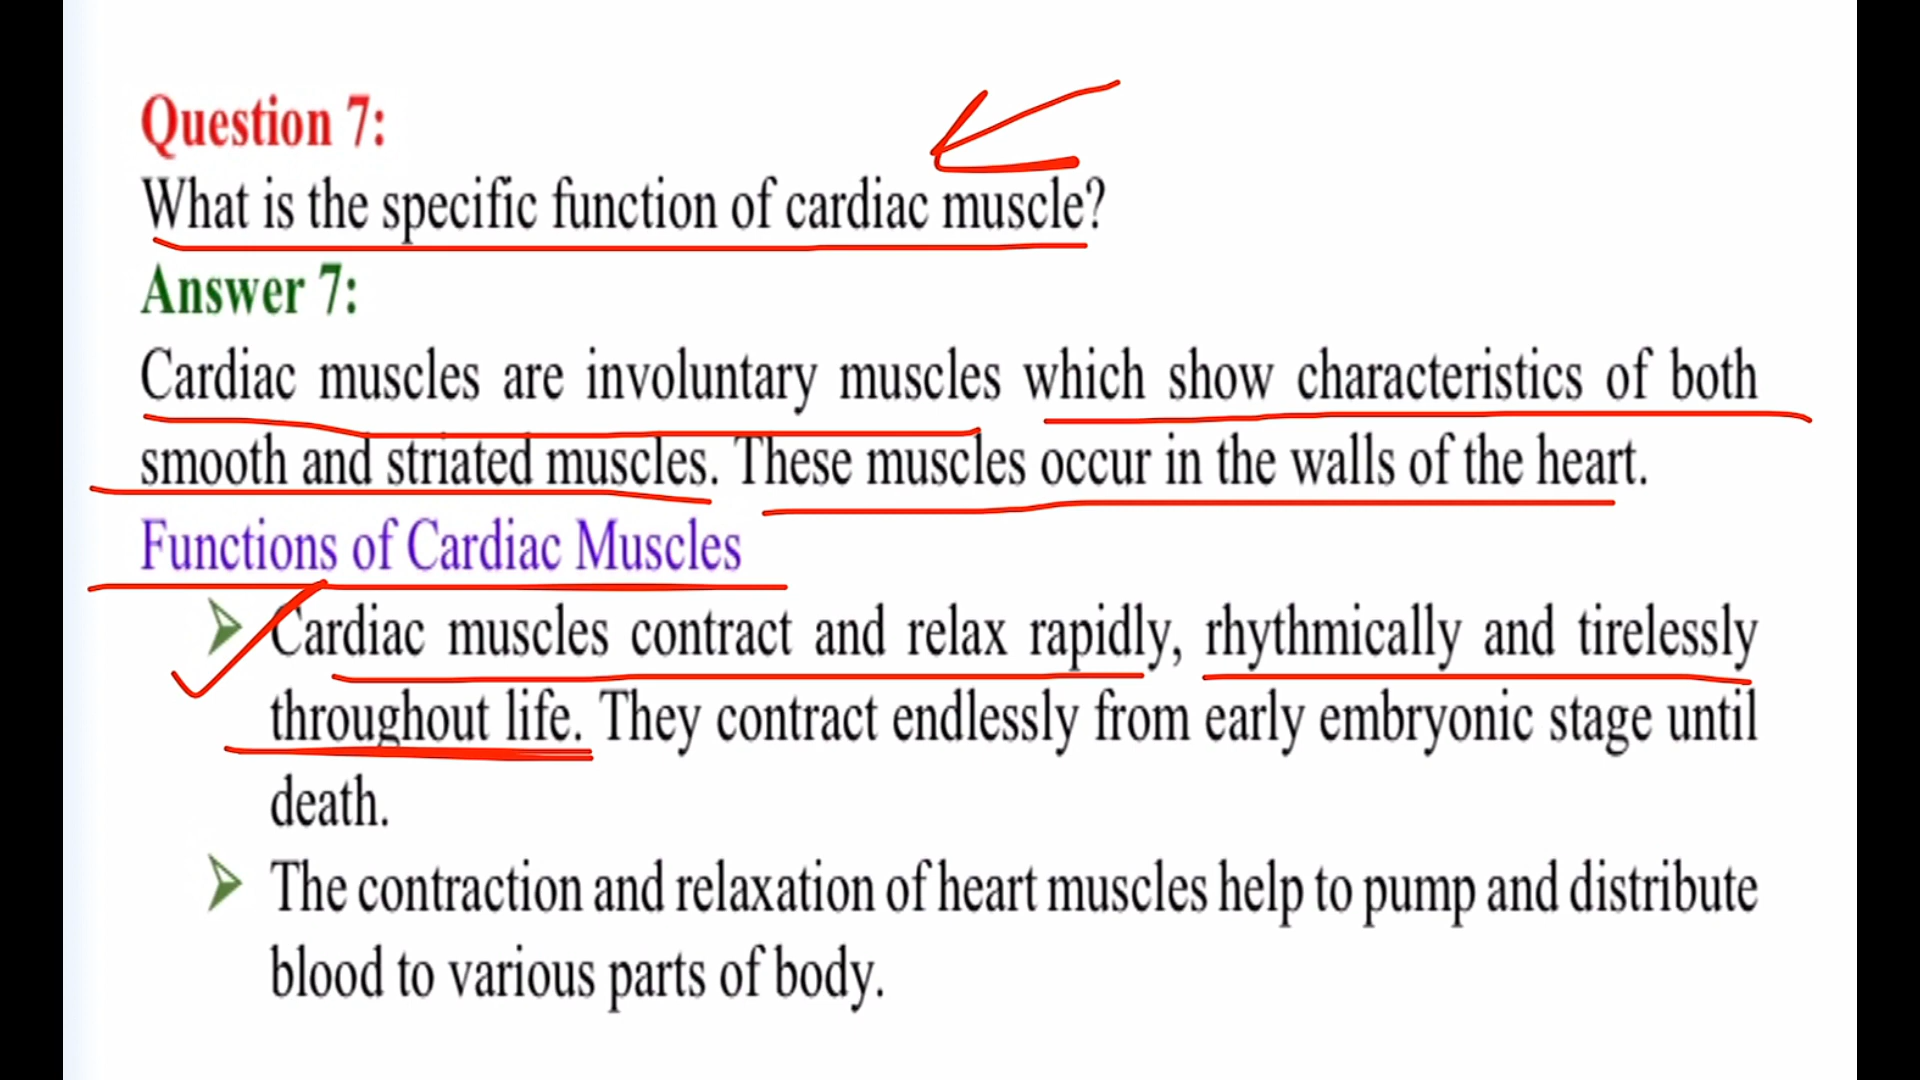 Question 7:
What is the specific function of cardiac muscle?
Answer 7:
Cardiac muscles are involuntary muscles which show characteristics of both
smooth and striated muscles. These muscles occur in the walls of the heart.
Functions of Cardiac Muscles
Cardiac muscles contract and relax rapidly, rhythmically and tirelessly
throughout life. They contract endlessly from early embryonic stage until
death.
The contraction and relaxation of heart muscles help to pump and distribute
blood to various parts of body.